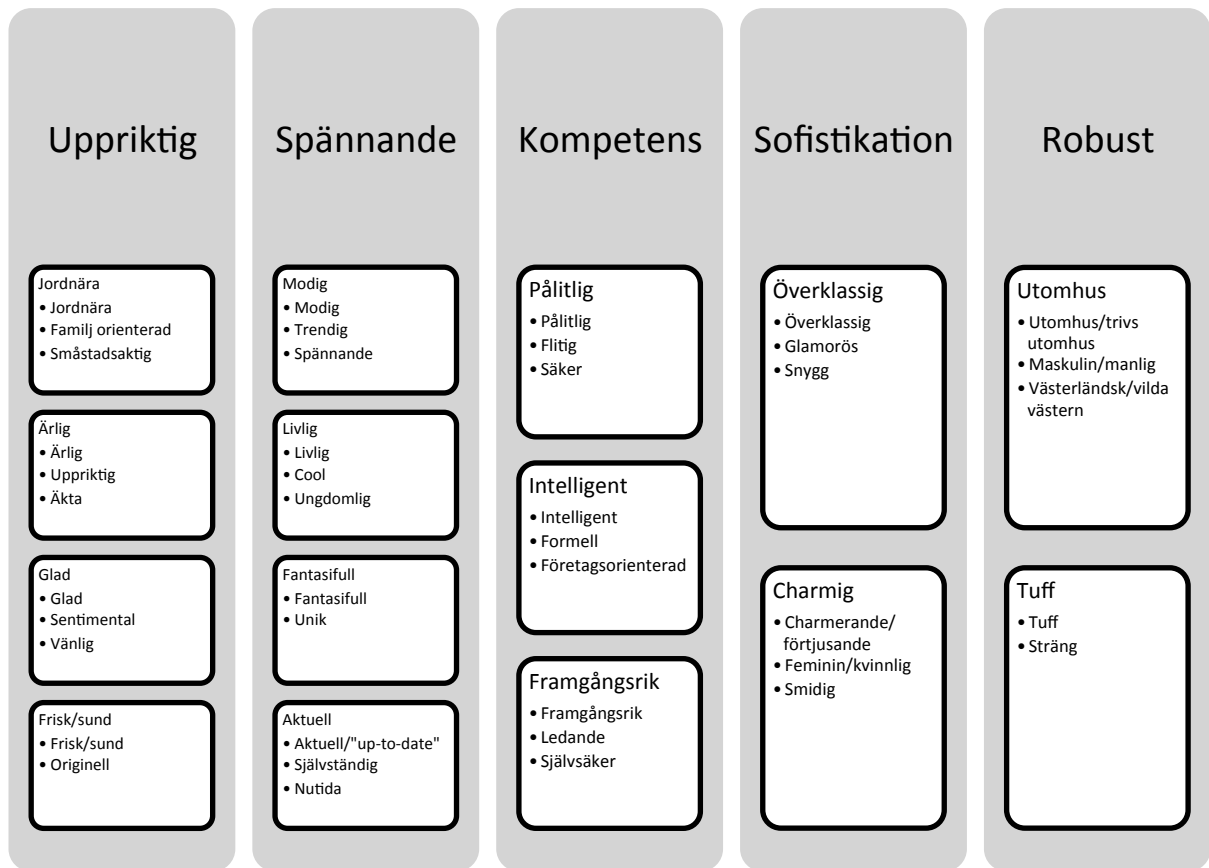 Uppriktig
Jordnära
• Jordnära
• Familj orienterad
• Småstadsaktig
Ärlig
• Ärlig
• Uppriktig
• Äkta
Glad
• Glad
• Sentimental
• Vänlig
Frisk/sund
• Frisk/sund
• Originell
Spännande
Modig
• Modig
• Trendig
• Spännande
Livlig
• Livlig
• Cool
• Ungdomlig
Fantasifull
• Fantasifull
• Unik
Aktuell
• Aktuell/"up-to-date"
• Självständig
• Nutida
Kompetens
Pålitlig
• Pålitlig
• Flitig
• Säker
Intelligent
• Intelligent
• Formell
• Företagsorienterad
Framgångsrik
• Framgångsrik
• Ledande
• Självsäker
Sofistikation
Överklassig
• Överklassig
• Glamorös
• Snygg
Charmig
• Charmerande/
förtjusande
• Feminin/kvinnlig
• Smidig
Robust
Utomhus
• Utomhus/trivs
utomhus
• Maskulin/manlig
• Västerländsk/vilda
västern
Tuff
• Tuff
• Sträng